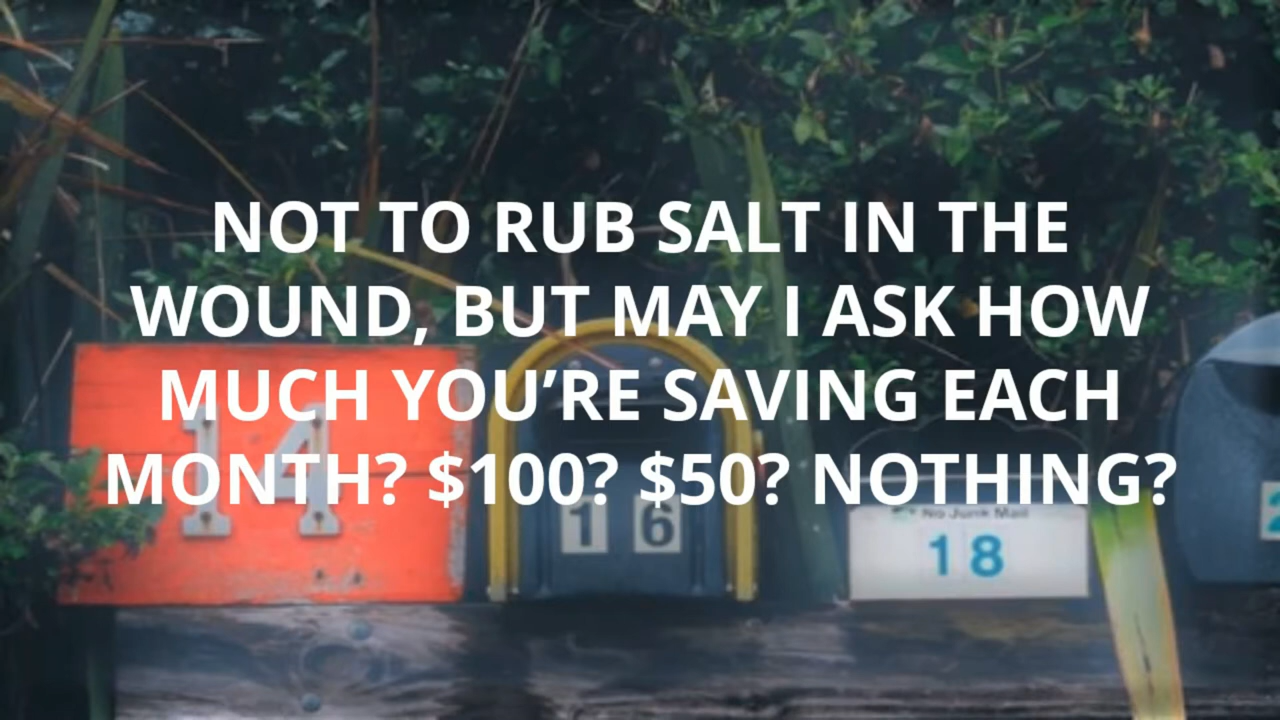 NOT TO RUB SALT IN THE
WOUND, BUT MAY I ASK HOW
MUCH YOU’RE SAVING EACH
MONTH? $100? $50? NOTHING?
14
16
No Junk Mail
18
2